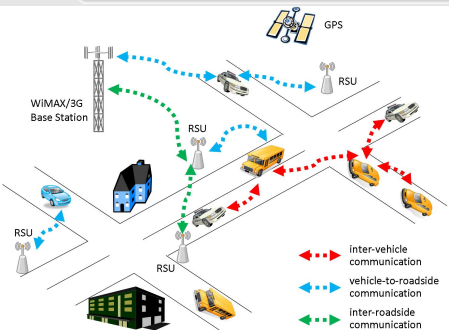 GPS
RSU
WiMAX/3G
Base Station
RSU
RSU
RSU
inter-vehicle
communication
vehicle-to-roadside
communication
inter-roadside
communication